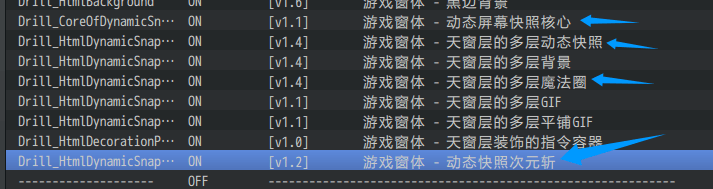 Drill_HtmlBackground ON [v1.6] 游戏窗体 - 黑边背景
Drill_CoreOfDynamicSnap… ON [v1.1] 游戏窗体 - 动态屏幕快照核心
Drill_HtmlDynamicSnap… ON [v1.4] 游戏窗体 - 天窗层的多层动态快照
Drill_HtmlDynamicSnap… ON [v1.4] 游戏窗体 - 天窗层的多层背景
Drill_HtmlDynamicSnap… ON [v1.4] 游戏窗体 - 天窗层的多层魔法圈
Drill_HtmlDynamicSnap… ON [v1.1] 游戏窗体 - 天窗层的多层GIF
Drill_HtmlDynamicSnap… ON [v1.1] 游戏窗体 - 天窗层的多层平铺GIF
Drill_HtmlDecorationP… ON [v1.0] 游戏窗体 - 天窗层装饰的指令容器
Drill_HtmlDynamicSnap… ON [v1.2] 游戏窗体 - 动态快照次元斩
------------------ OFF --------------------------------------------------------